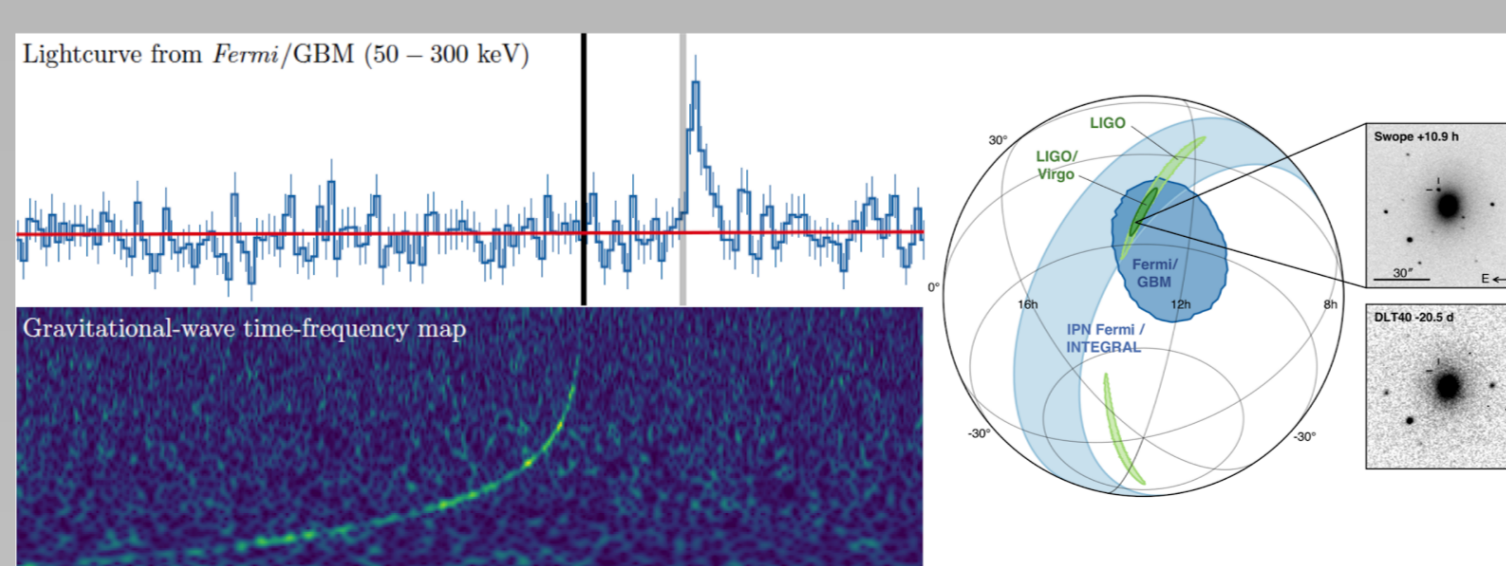 Lightcurve from Fermi/GBM (50 – 300 keV)
Gravitational-wave time-frequency map
LIGO
30°
LIGO/
Virgo
Fermi/
GBM
0°
16h
12h
8h
IPN Fermi /
INTEGRAL
-30°
-30°
Swope +10.9 h
30"
E
DLT40 -20.5 d